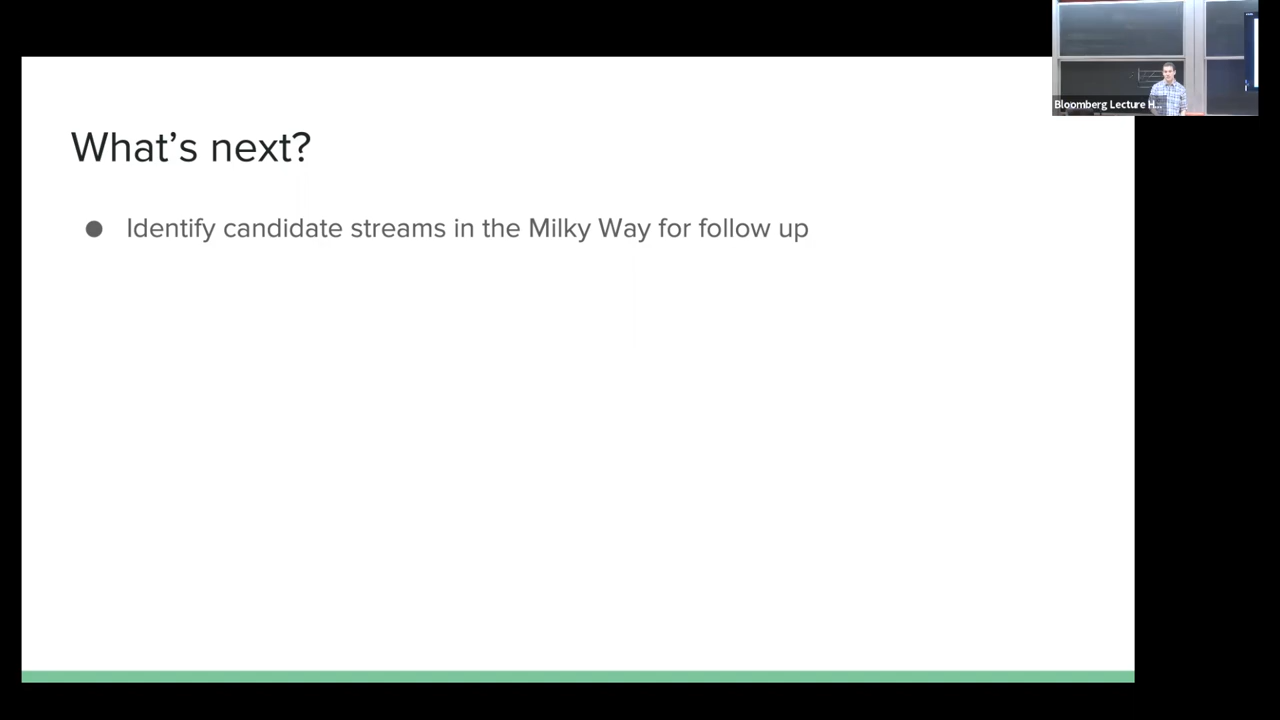 Bloomberg Lecture H...
What's next?
● Identify candidate streams in the Milky Way for follow up